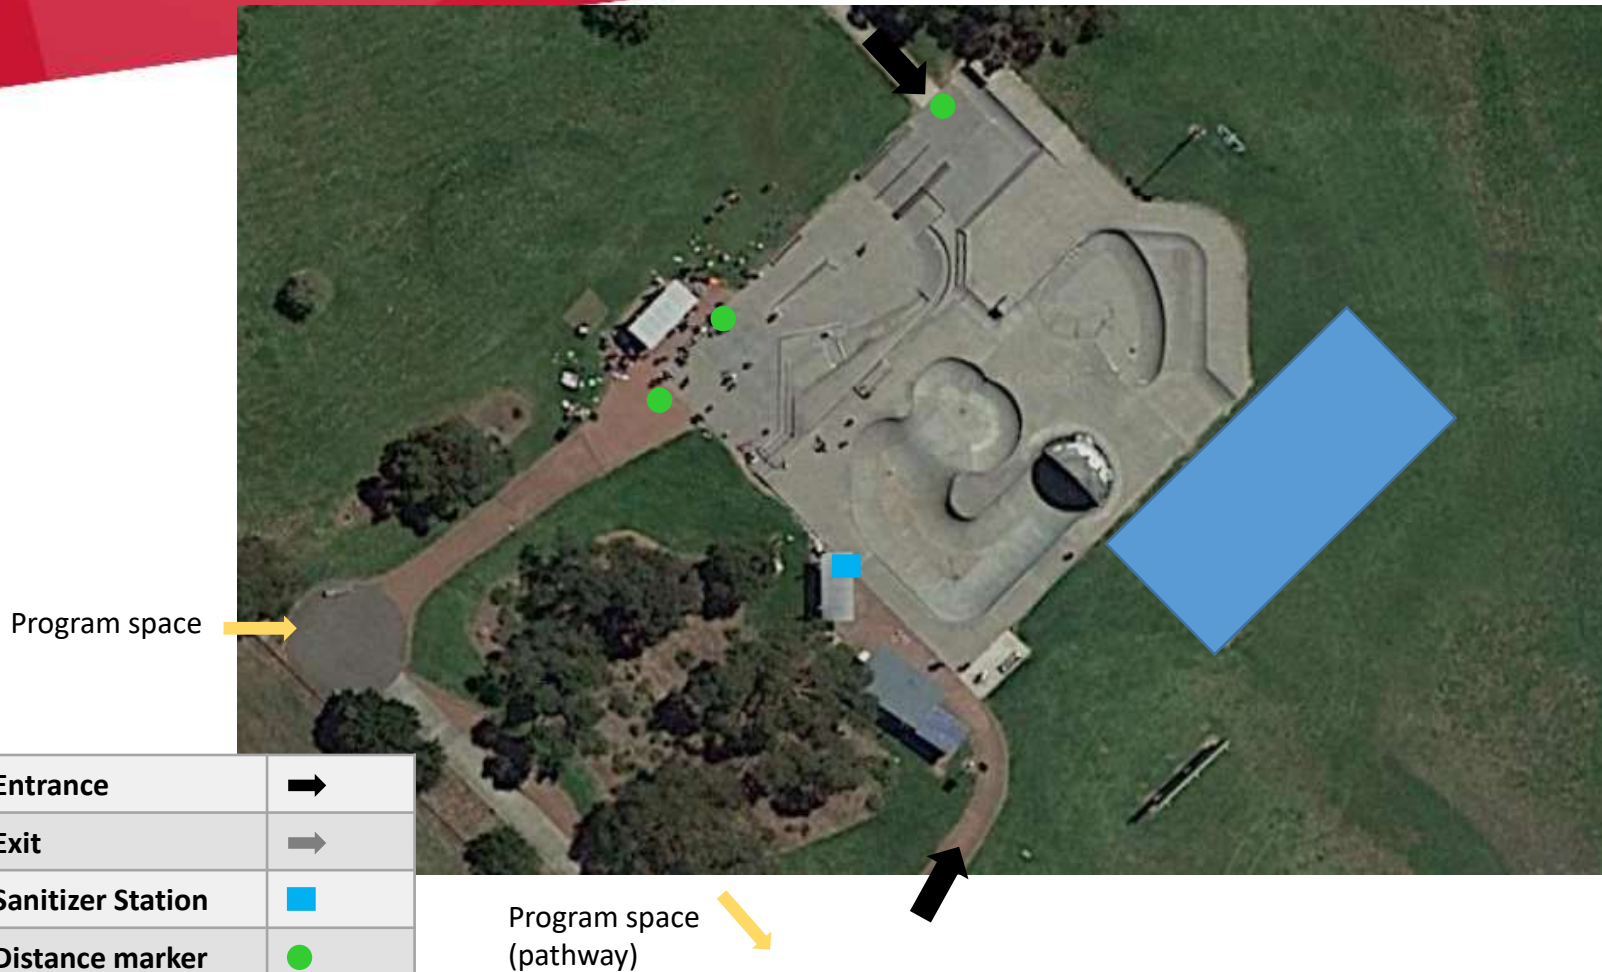 Program space
Entrance
Exit
Sanitizer Station
Distance marker
Program space
(pathway)